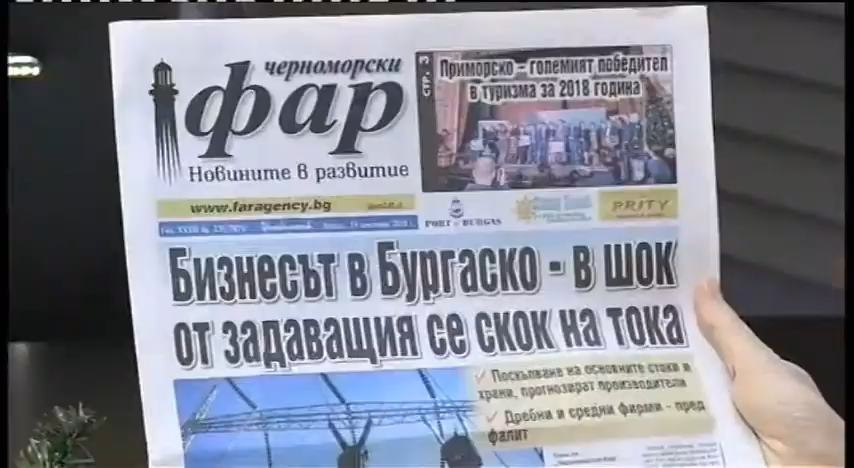 черноморски
фар
Новините в развитие
www.faragency.bg
СТР. 3
Приморско - големият победител
в туризма за 2018 година
PORT of BURGAS
PRITY
Бизнесът в Бургаско - в шок
от задаващия се скок на тока
Поскъпване на основните стоки и
храни, прогнозират производители
Дребни и средни фирми - пред
фалит